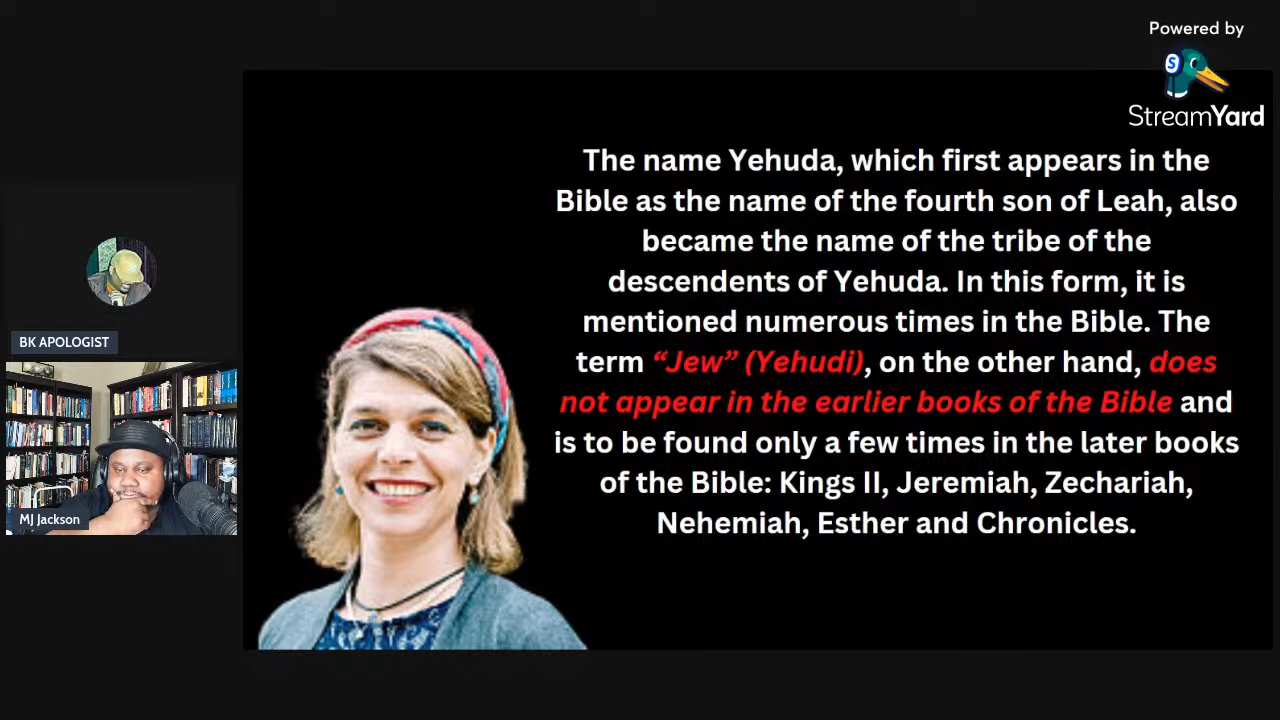 Powered by
S
StreamYard
The name Yehuda, which first appears in the
Bible as the name of the fourth son of Leah, also
became the name of the tribe of the
descendents of Yehuda. In this form, it is
mentioned numerous times in the Bible. The
term “Jew” (Yehudi), on the other hand, does
not appear in the earlier books of the Bible and
is to be found only a few times in the later books
of the Bible: Kings II, Jeremiah, Zechariah,
Nehemiah, Esther and Chronicles.
BK APOLOGIST
MJ Jackson